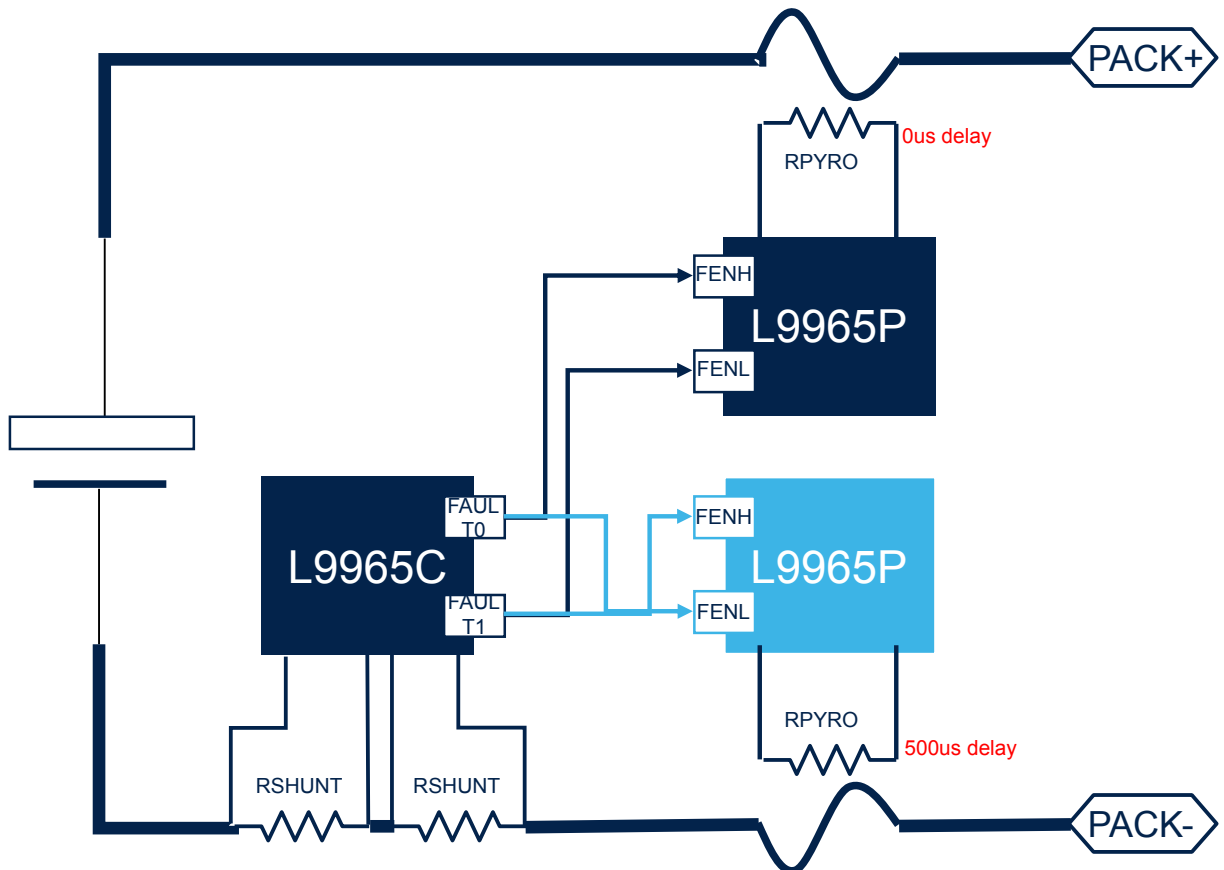 PACK+
0us delay
RPYRO
FENH
L9965P
FENL
FAUL
T0
L9965C
FAUL
T1
FENH
L9965P
FENL
RPYRO
500us delay
RSHUNT
RSHUNT
PACK-